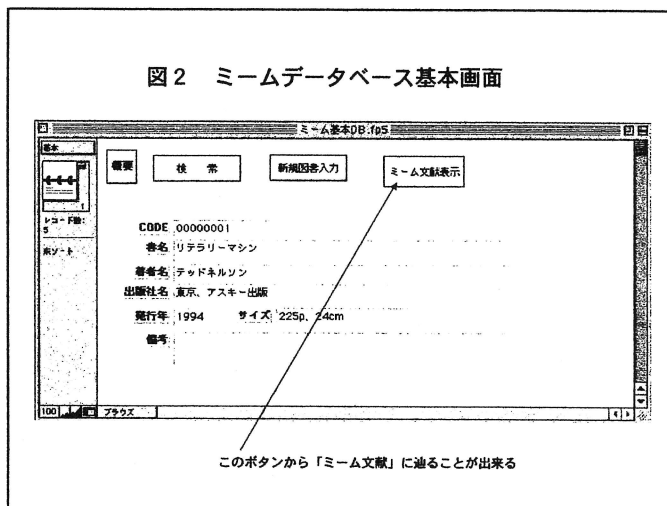 図2 ミームデータベース基本画面
ミーム基本DB.fp5
基本
概要 検 索 新規図書入力 ミーム文献表示
1
レコード数:
5
未ソート
CODE 00000001
書名 リテラリーマシン
著者名 テッドネルソン
出版社名 東京、アスキー出版
発行年 1994 サイズ 225p、24cm
備考
100 ブラウズ
このボタンから「ミーム文献」に辿ることが出来る